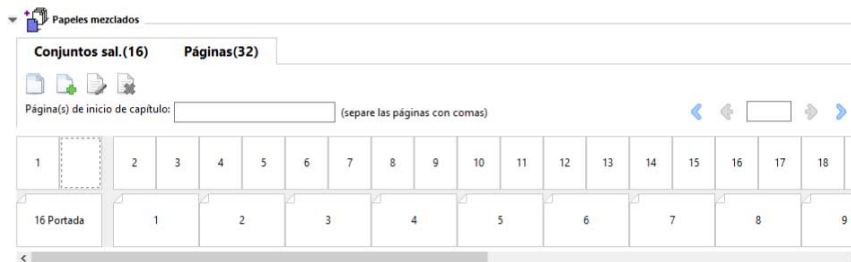 Papeles mezclados
Conjuntos sal.(16) Páginas(32)
Página(s) de inicio de capítulo: (separe las páginas con comas)
1 2 3 4 5 6 7 8 9 10 11 12 13 14 15 16 17 18
16 Portada 1 2 3 4 5 6 7 8 9